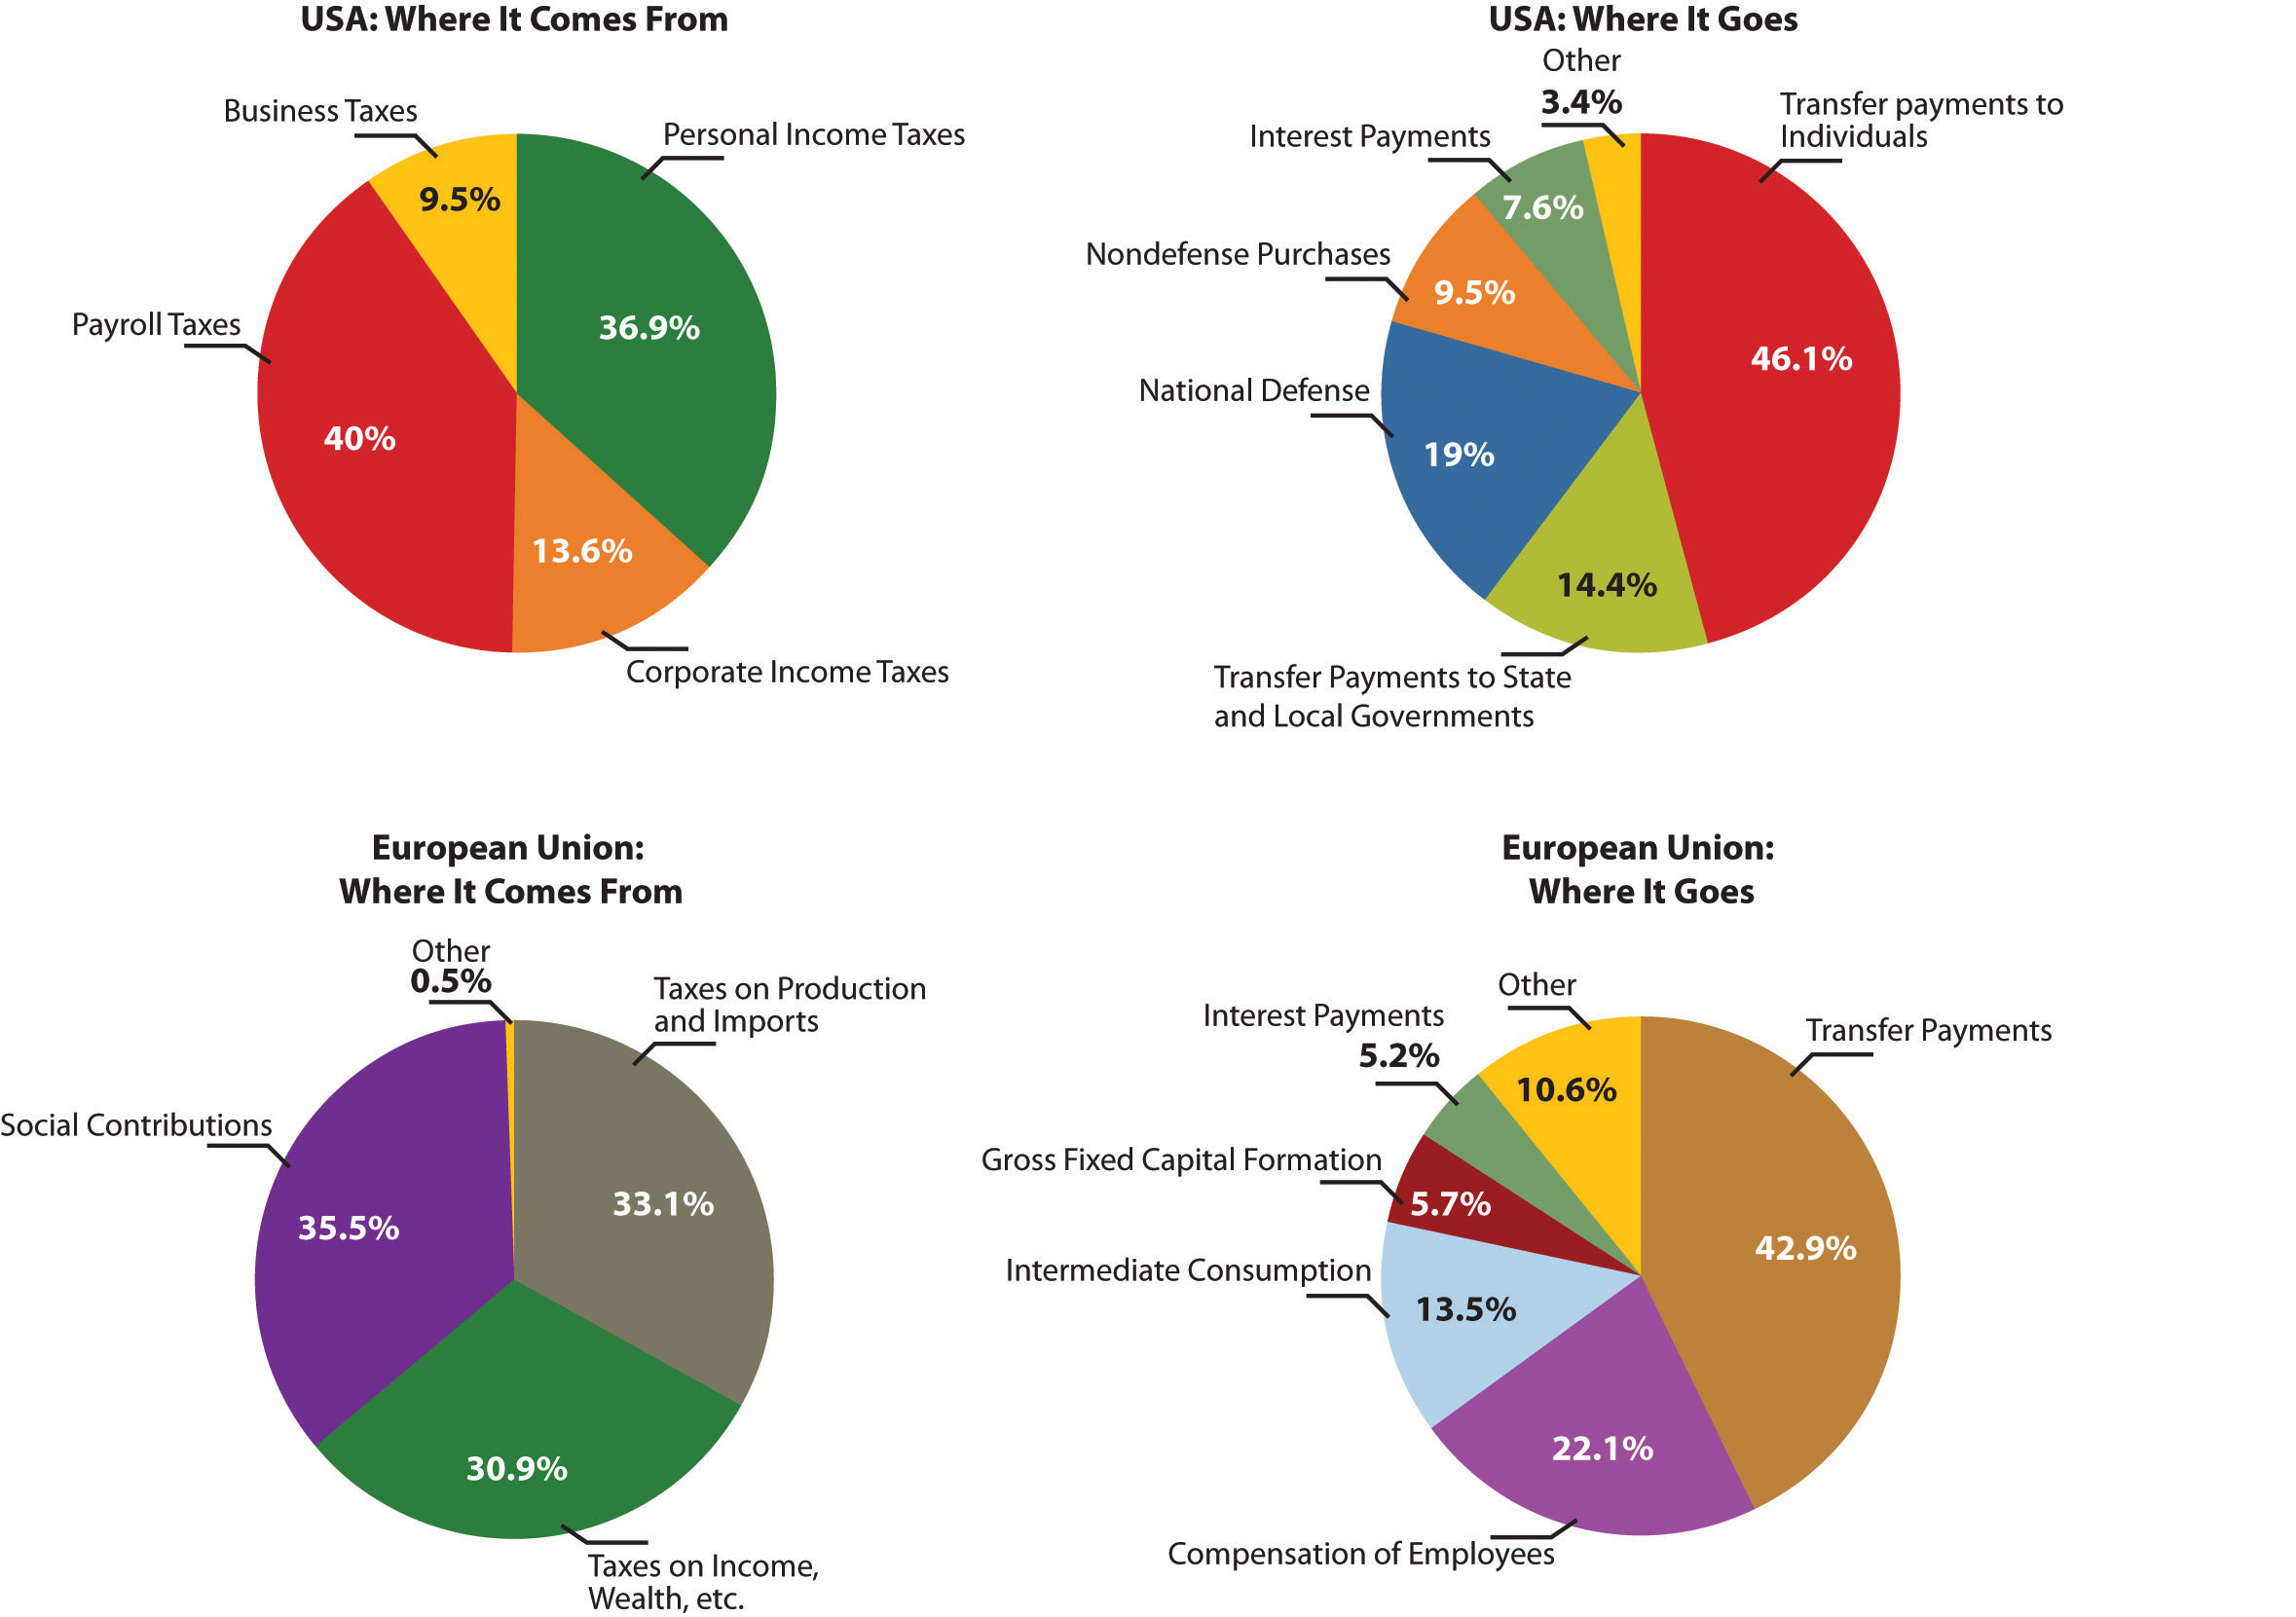 USA: Where It Comes From
Business Taxes
9.5%
Personal Income Taxes
36.9%
Payroll Taxes
40%
13.6%
Corporate Income Taxes
USA: Where It Goes
Other
3.4%
Transfer payments to
Individuals
Interest Payments
7.6%
Nondefense Purchases
9.5%
46.1%
National Defense
19%
14.4%
Transfer Payments to State
and Local Governments
European Union:
Where It Comes From
Other
0.5%
Taxes on Production
and Imports
Social Contributions
33.1%
35.5%
30.9%
Taxes on Income,
Wealth, etc.
European Union:
Where It Goes
Other
10.6%
Interest Payments
5.2%
Transfer Payments
Gross Fixed Capital Formation
5.7%
42.9%
Intermediate Consumption
13.5%
22.1%
Compensation of Employees